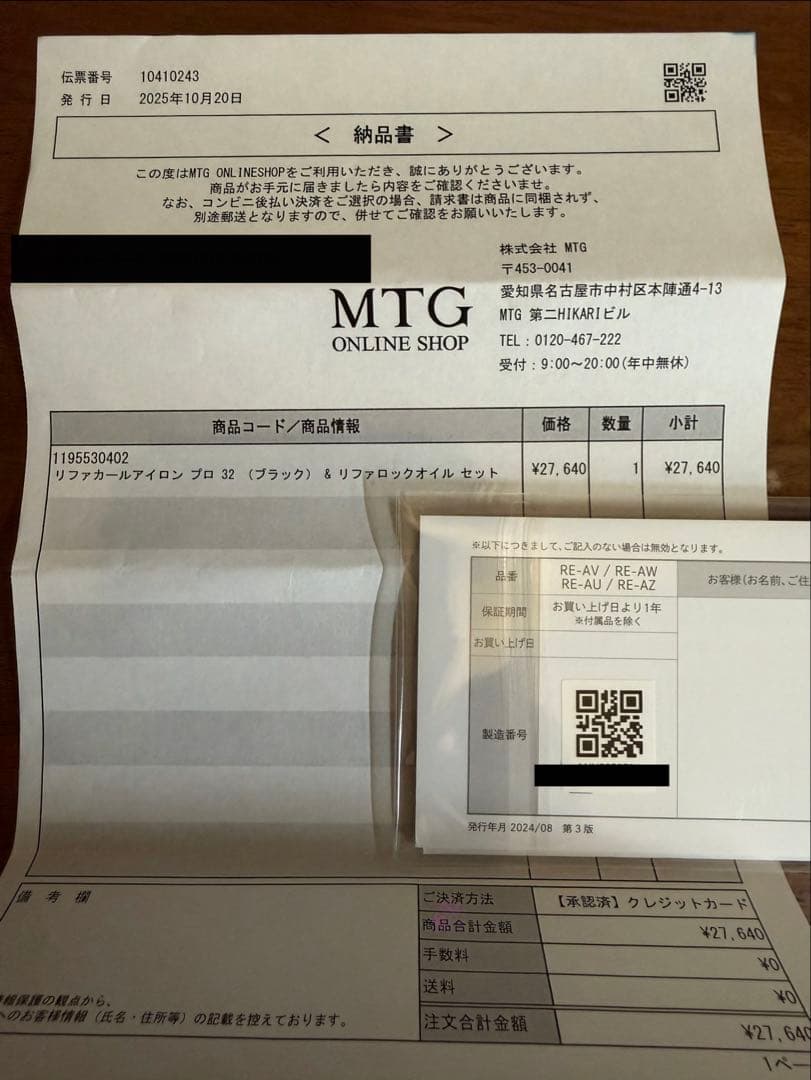 伝票番号 10410243
発行日 2025年10月20日
< 納品書 >
この度はMTG ONLINESHOPをご利用いただき、誠にありがとうございます。
商品がお手元に届きましたら内容をご確認くださいませ。
なお、コンビニ後払い決済をご選択の場合、請求書は商品に同梱されず、
別途郵送となりますので、併せてご確認をお願いいたします。
株式会社 MTG
〒453-0041
愛知県名古屋市中村区本陣通4-13
MTG 第二HIKARIビル
TEL：0120-467-222
受付：9:00～20:00(年中無休)
MTG
ONLINE SHOP
商品コード／商品情報 価格 数量 小計
1195530402
リファカールアイロン プロ 32 （ブラック） & リファロックオイル セット ¥27,640 1 ¥27,640
※以下につきまして、ご記入のない場合は無効となります。
品番 RE-AV / RE-AW
RE-AU / RE-AZ
お客様(お名前、ご住
保証期間 お買い上げ日より1年
※付属品を除く
お買い上げ日
製造番号
発行年月 2024/08 第3版
備考欄
報保護の観点から、
へのお客様情報（氏名・住所等）の記載を控えております。
ご決済方法 【承認済】クレジットカード
商品合計金額 ¥27,640
手数料 ¥0
送料 ¥0
注文合計金額 ¥27,640
1ペー